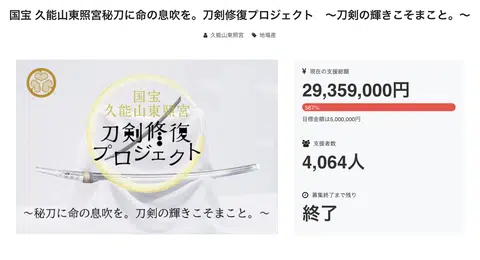 国宝 久能山東照宮秘刀に命の息吹を。刀剣修復プロジェクト　〜刀剣の輝きこそまこと。〜
久能山東照宮　地場産
国宝
久能山東照宮
刀剣修復
プロジェクト
〜秘刀に命の息吹を。刀剣の輝きこそまこと。〜
現在の支援総額
29,359,000円
587%
目標金額は5,000,000円
支援者数
4,064人
募集終了まで残り
終了